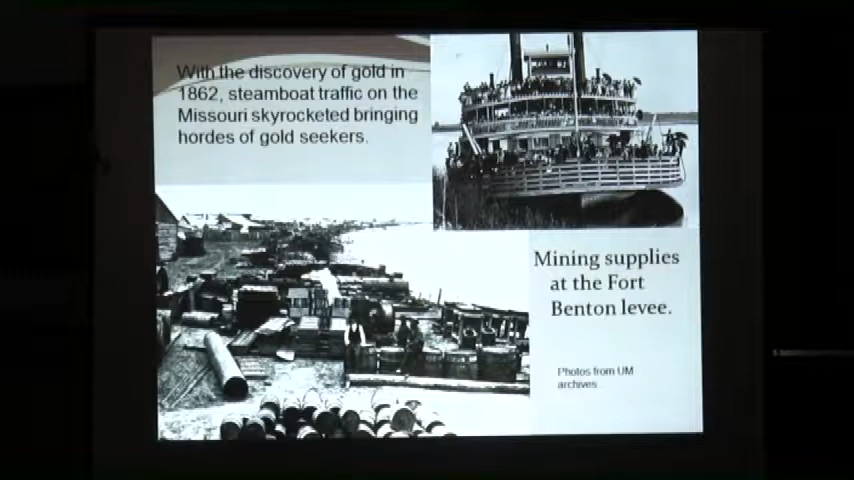 With the discovery of gold in
1862, steamboat traffic on the
Missouri skyrocketed bringing
hordes of gold seekers.
Mining supplies
at the Fort
Benton levee.
Photos from UM
archives